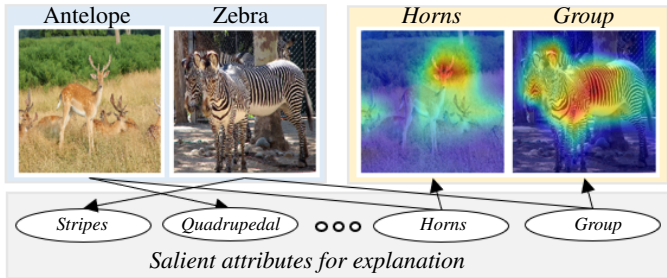 Antelope Zebra Horns Group
Stripes Quadrupedal Horns Group
Salient attributes for explanation